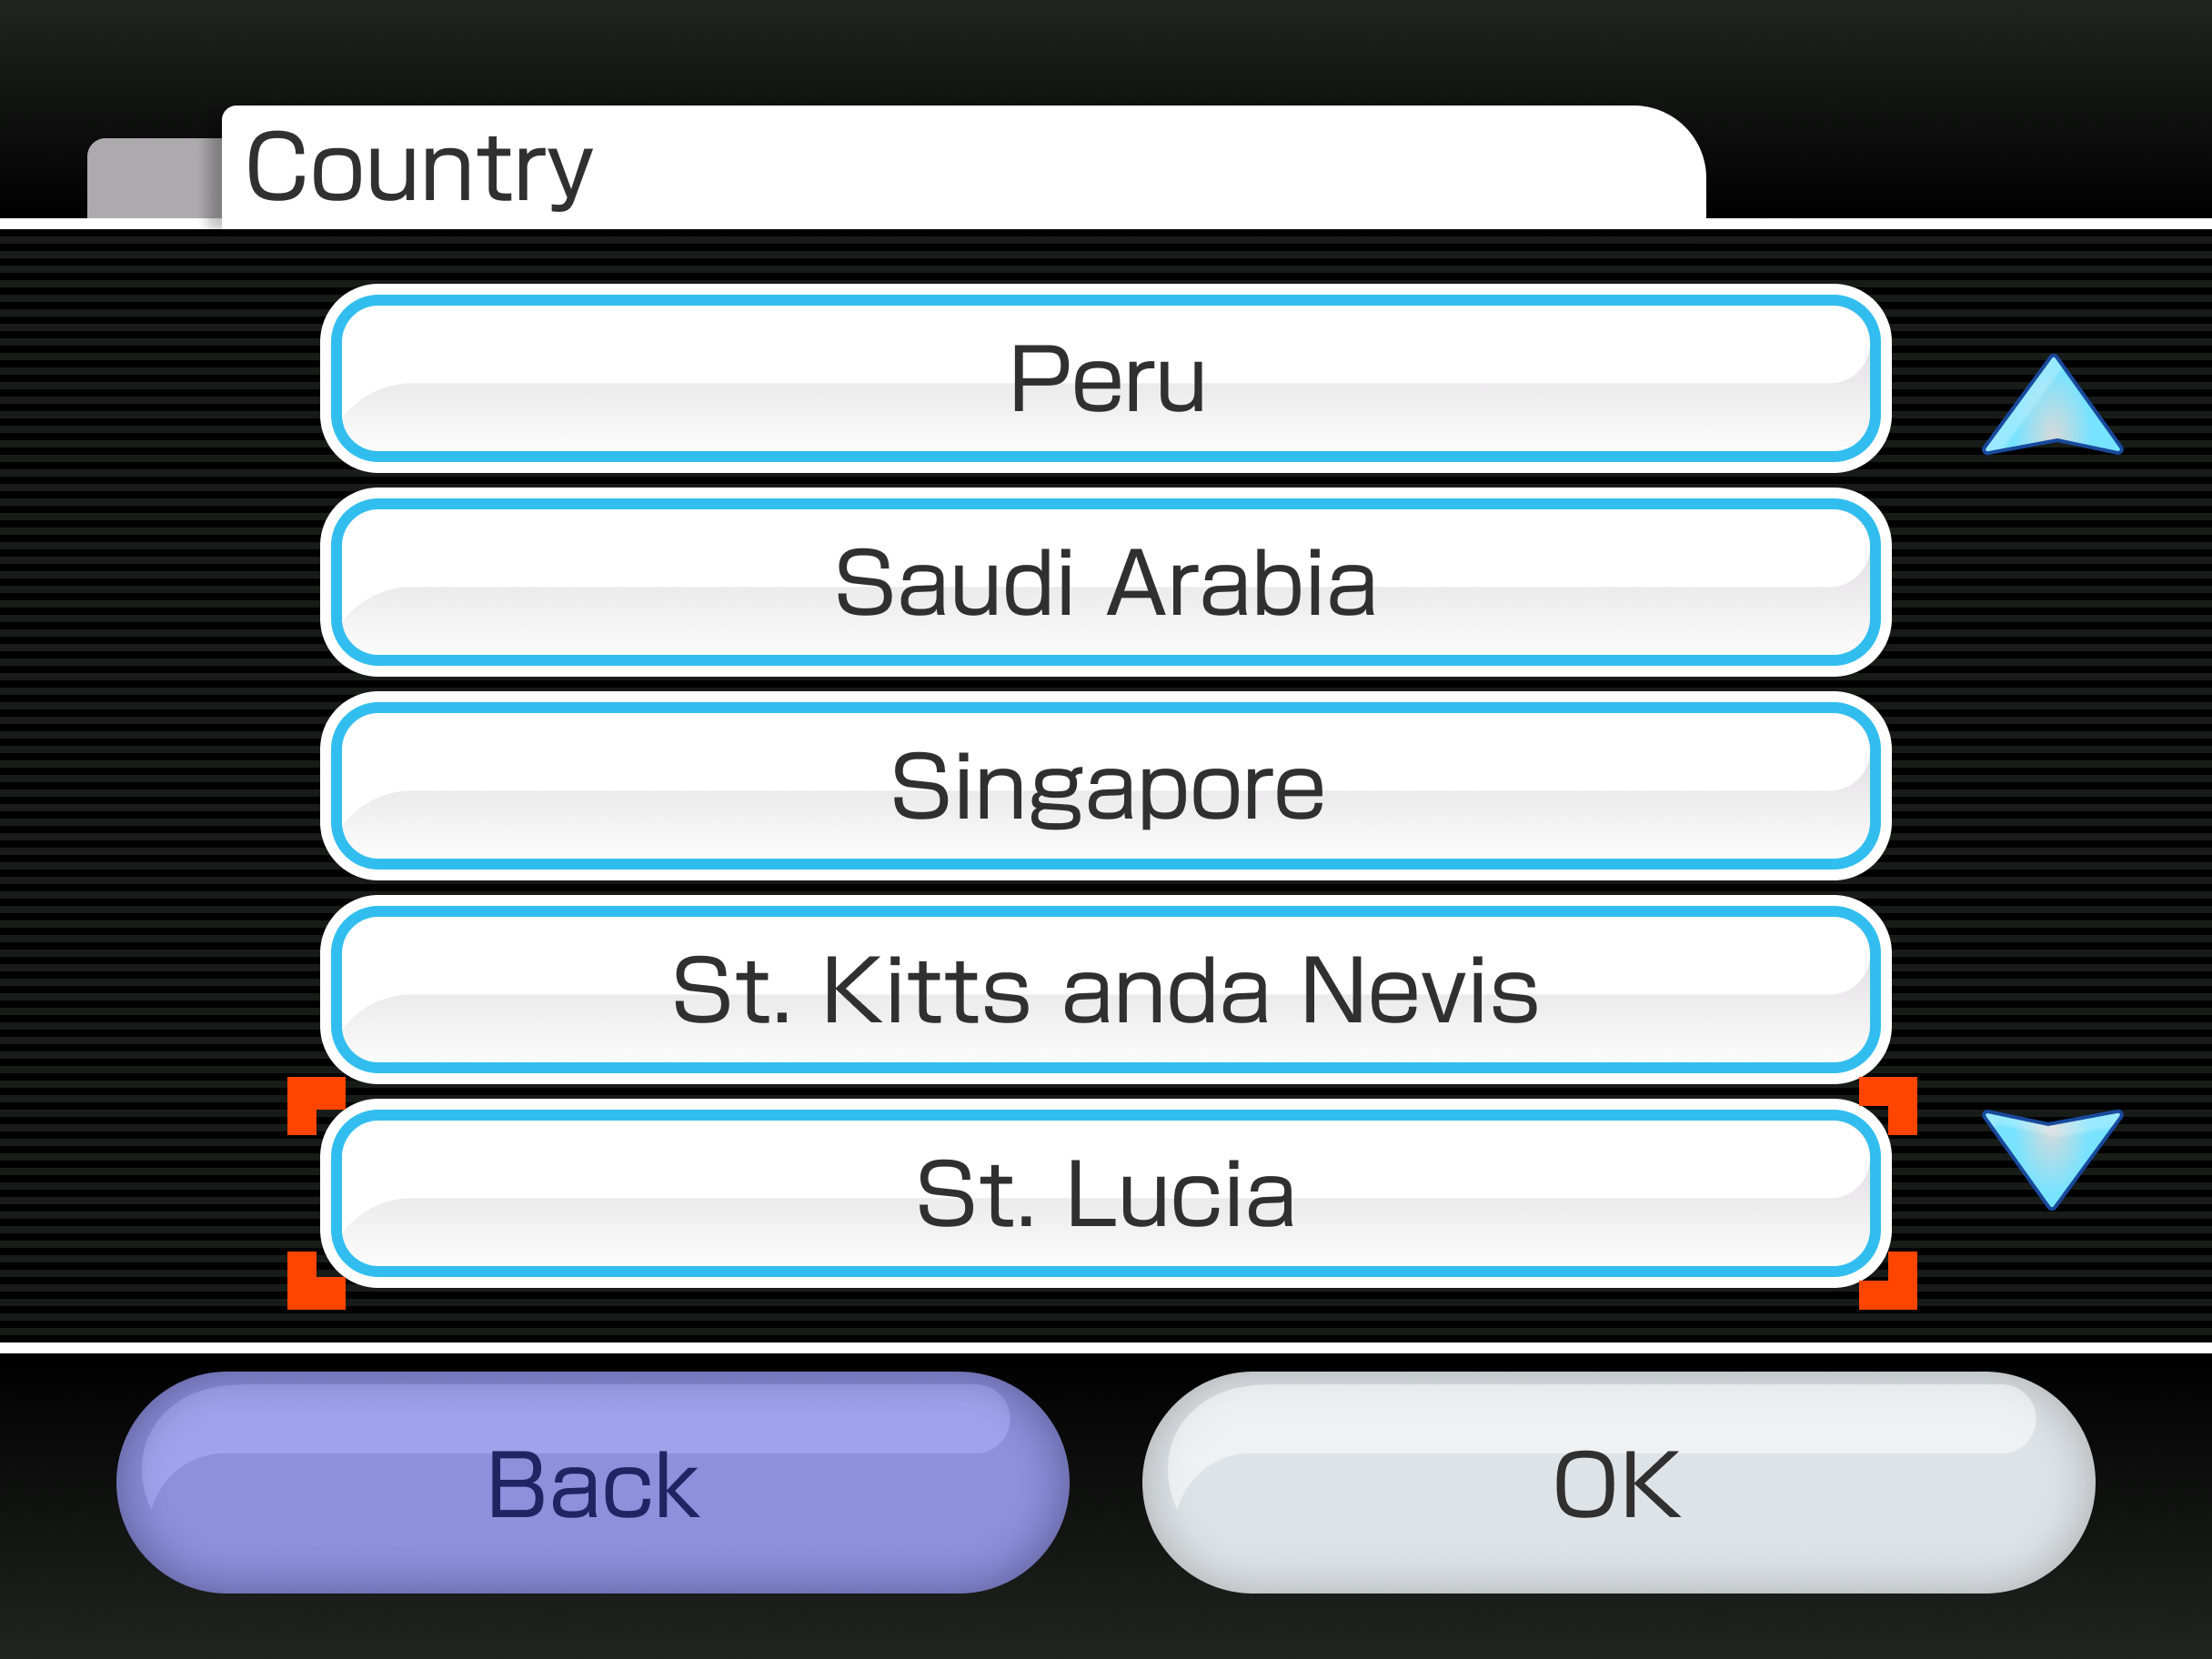 Country
Peru
Saudi Arabia
Singapore
St. Kitts anda Nevis
St. Lucia
Back
OK